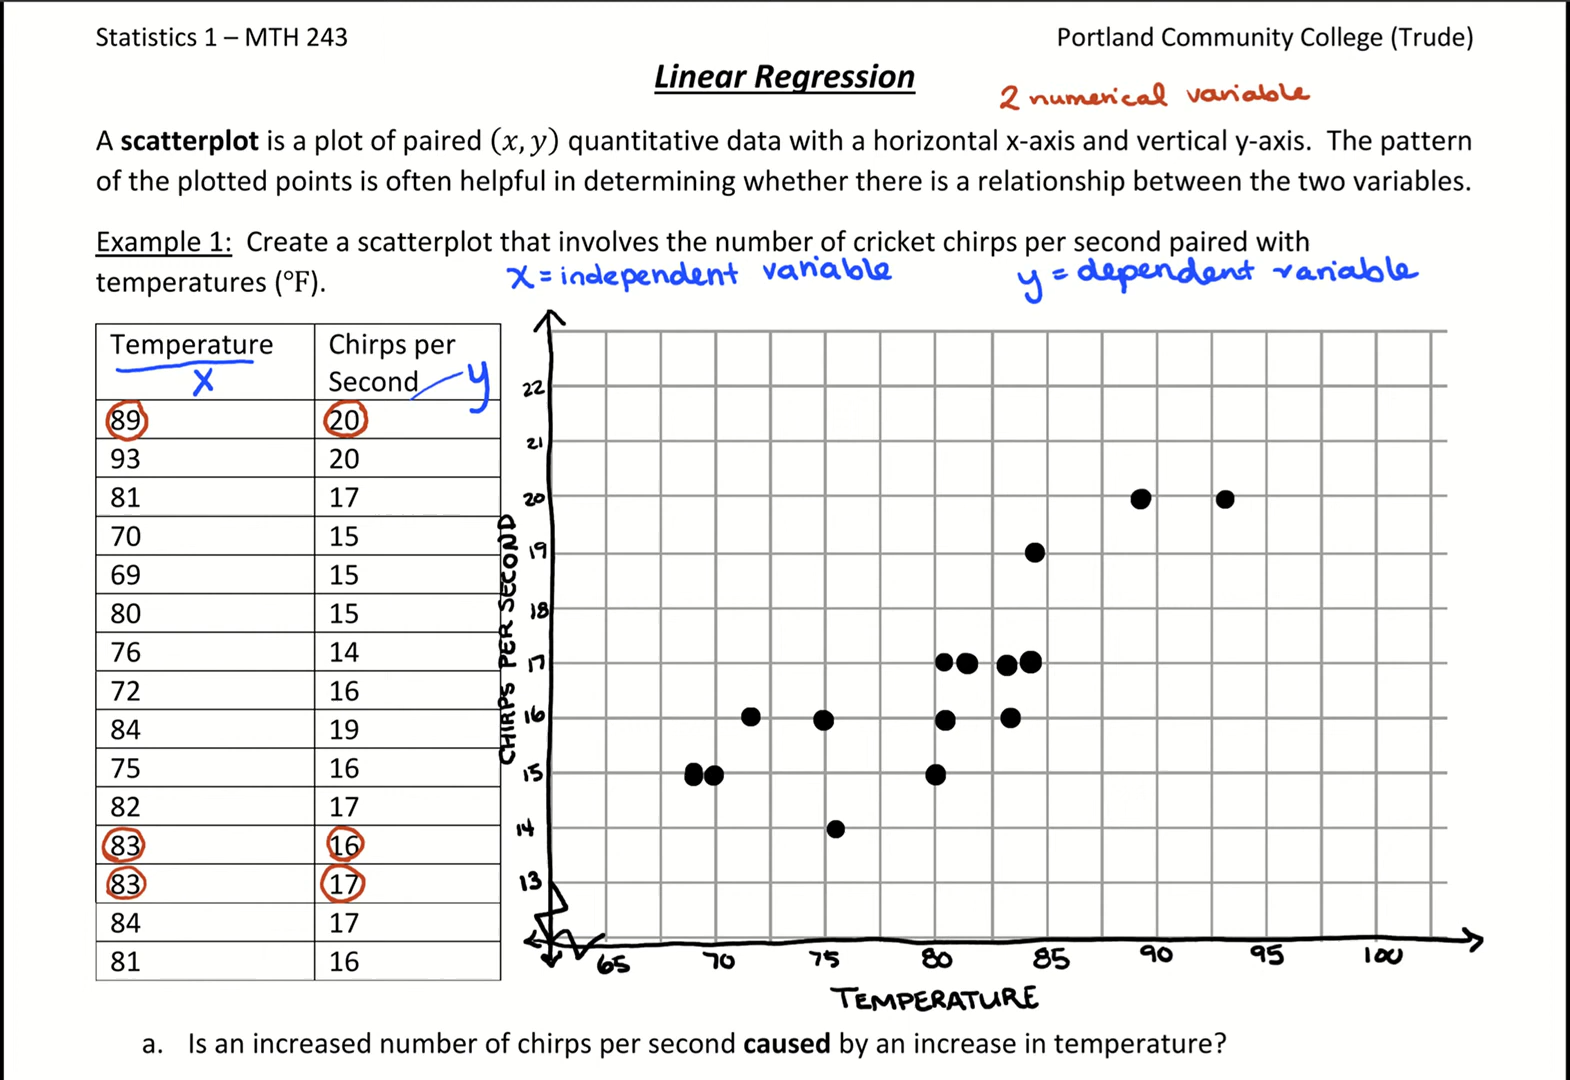 Statistics 1 – MTH 243 Portland Community College (Trude)
Linear Regression
2 numerical variable
A scatterplot is a plot of paired (x, y) quantitative data with a horizontal x-axis and vertical y-axis. The pattern
of the plotted points is often helpful in determining whether there is a relationship between the two variables.
Example 1: Create a scatterplot that involves the number of cricket chirps per second paired with
temperatures (°F).
x = independent variable y = dependent variable
Temperature Chirps per
Second
x y
89 20
93 20
81 17
70 15
69 15
80 15
76 14
72 16
84 19
75 16
82 17
83 16
83 17
84 17
81 16
CHIRPS PER SECOND
22
21
20
19
18
17
16
15
14
13
65 70 75 80 85 90 95 100
TEMPERATURE
a. Is an increased number of chirps per second caused by an increase in temperature?